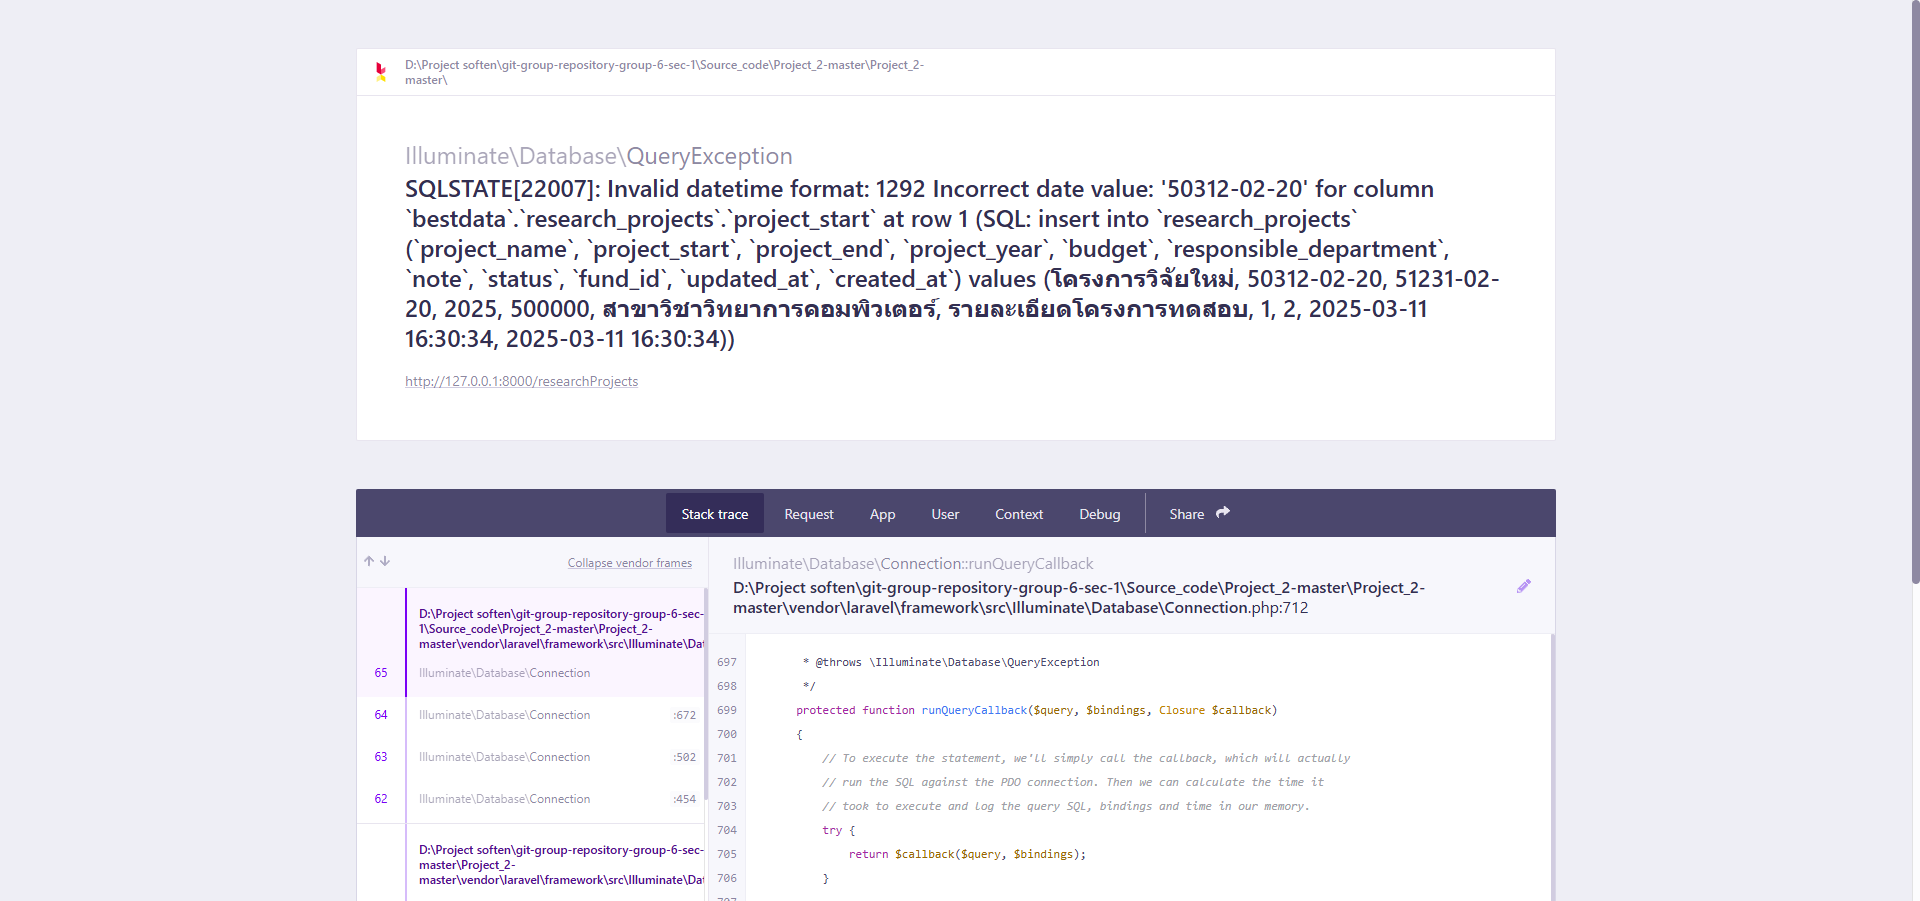 D:\Project soften\git-group-repository-group-6-sec-1\Source_code\Project_2-master\Project_2-
master\
Illuminate\Database\QueryException
SQLSTATE[22007]: Invalid datetime format: 1292 Incorrect date value: '50312-02-20' for column
`bestdata`.`research_projects`.`project_start` at row 1 (SQL: insert into `research_projects`
(`project_name`, `project_start`, `project_end`, `project_year`, `budget`, `responsible_department`,
`note`, `status`, `fund_id`, `updated_at`, `created_at`) values (โครงการวิจัยใหม่, 50312-02-20, 51231-02-
20, 2025, 500000, สาขาวิชาวิทยาการคอมพิวเตอร์, รายละเอียดโครงการทดสอบ, 1, 2, 2025-03-11
16:30:34, 2025-03-11 16:30:34))
http://127.0.0.1:8000/researchProjects
Stack trace Request App User Context Debug Share
Collapse vendor frames
D:\Project soften\git-group-repository-group-6-sec-
1\Source_code\Project_2-master\Project_2-
master\vendor\laravel\framework\src\Illuminate\Dat
65 Illuminate\Database\Connection
64 Illuminate\Database\Connection :672
63 Illuminate\Database\Connection :502
62 Illuminate\Database\Connection :454
D:\Project soften\git-group-repository-group-6-sec-
master\Project_2-
master\vendor\laravel\framework\src\Illuminate\Dat
Illuminate\Database\Connection::runQueryCallback
D:\Project soften\git-group-repository-group-6-sec-1\Source_code\Project_2-master\Project_2-
master\vendor\laravel\framework\src\Illuminate\Database\Connection.php:712
697 * @throws \Illuminate\Database\QueryException
698 */
699 protected function runQueryCallback($query, $bindings, Closure $callback)
700 {
701 // To execute the statement, we'll simply call the callback, which will actually
702 // run the SQL against the PDO connection. Then we can calculate the time it
703 // took to execute and log the query SQL, bindings and time in our memory.
704 try {
705 return $callback($query, $bindings);
706 }